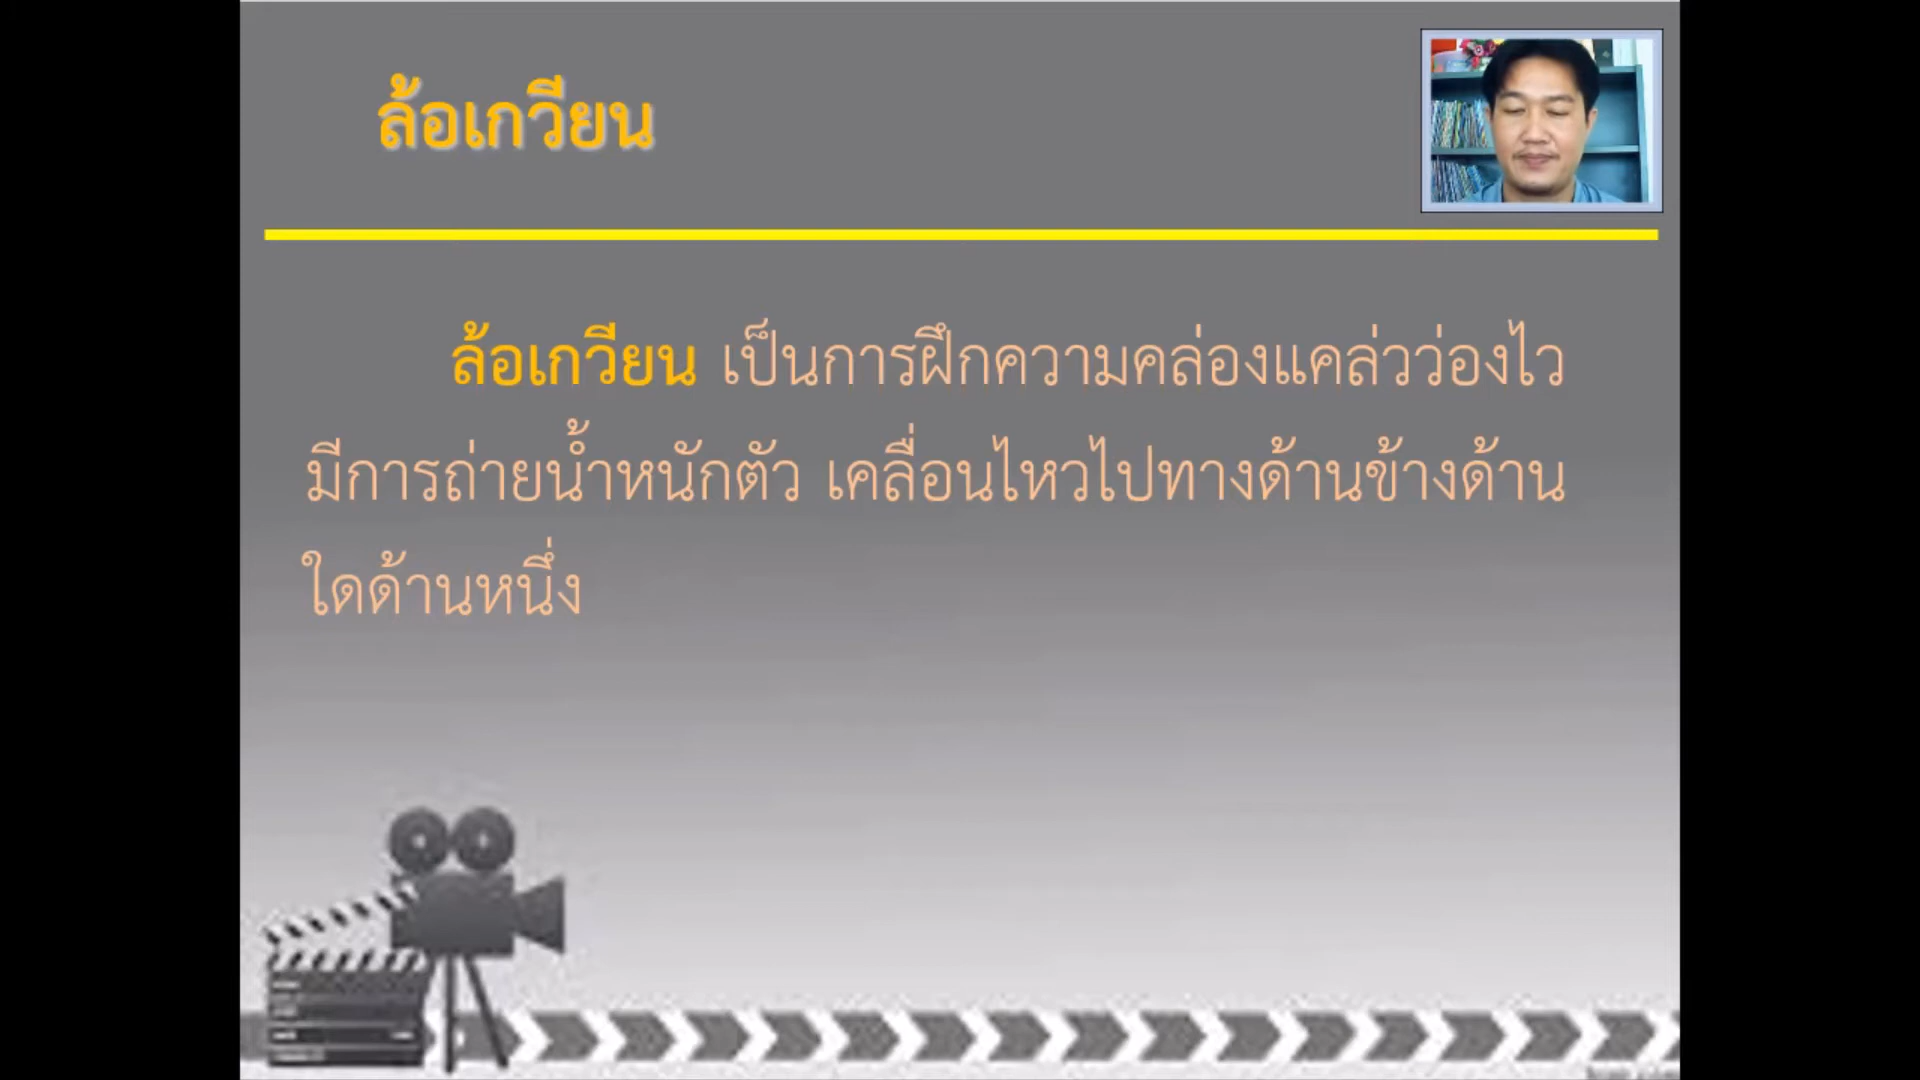 ล้อเกวียน
ล้อเกวียน เป็นการฝึกความคล่องแคล่วว่องไว
มีการถ่ายน้ำหนักตัว เคลื่อนไหวไปทางด้านข้างด้าน
ใดด้านหนึ่ง